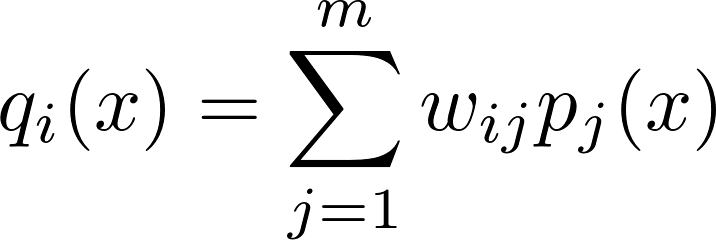 q_i(x) = \sum_{j=1}^{m} w_{ij} p_j(x)